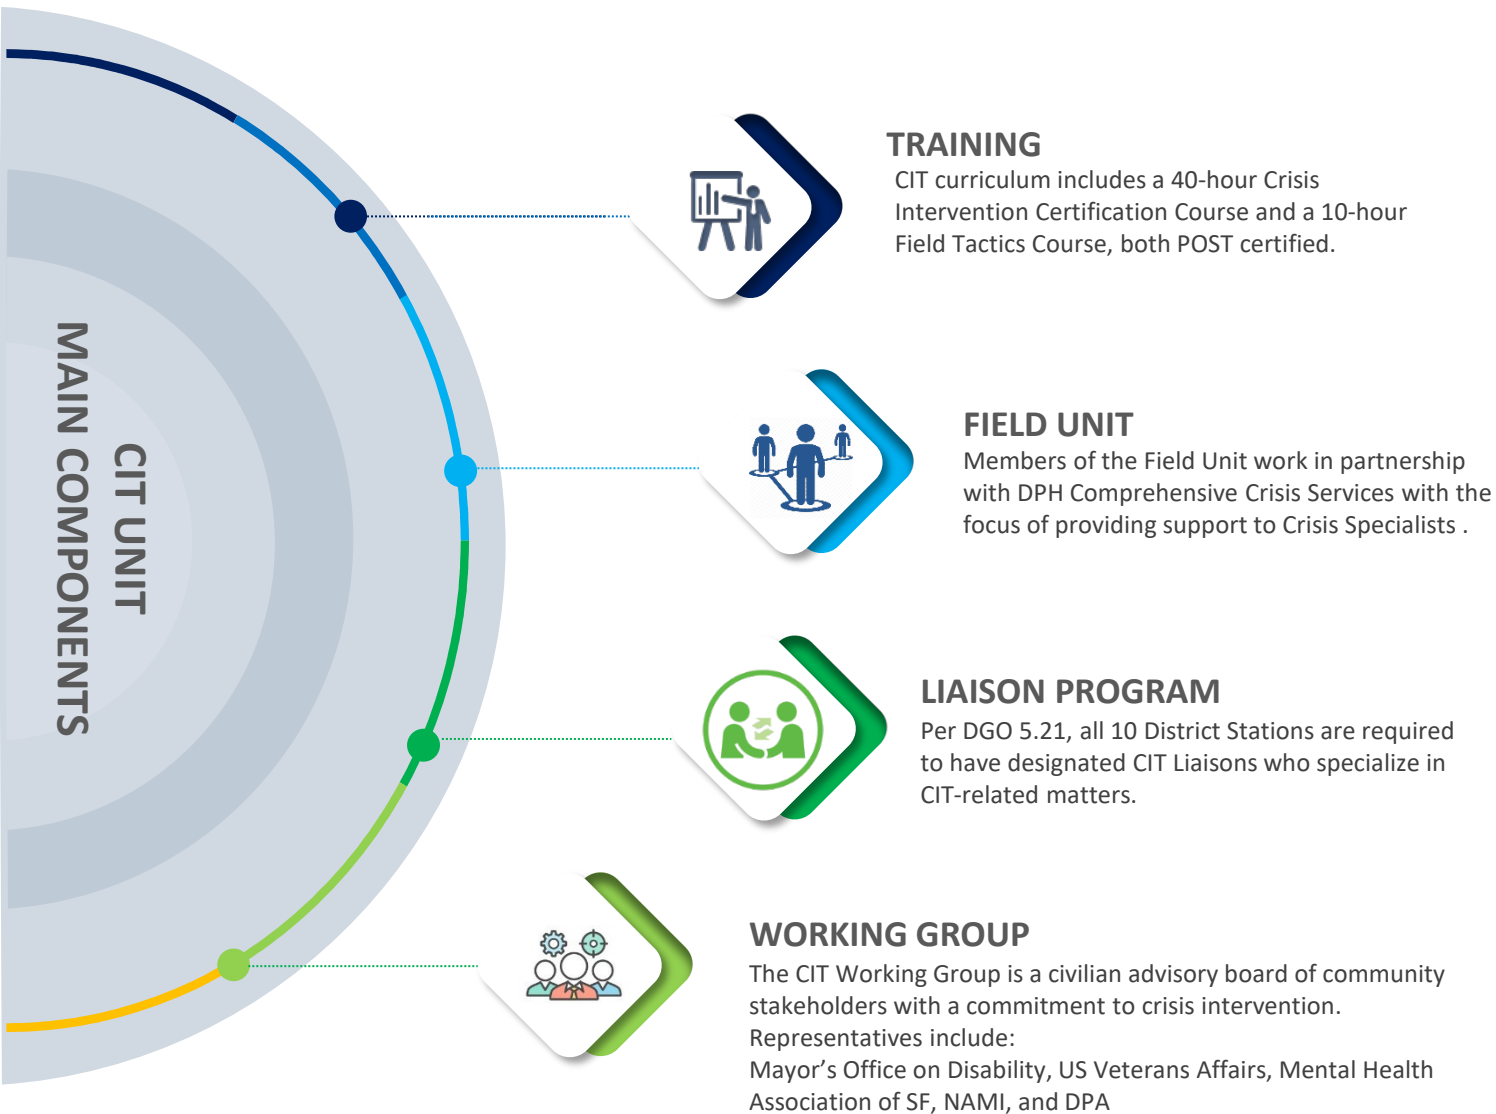 CIT UNIT
MAIN COMPONENTS
TRAINING
CIT curriculum includes a 40-hour Crisis
Intervention Certification Course and a 10-hour
Field Tactics Course, both POST certified.
FIELD UNIT
Members of the Field Unit work in partnership
with DPH Comprehensive Crisis Services with the
focus of providing support to Crisis Specialists .
LIAISON PROGRAM
Per DGO 5.21, all 10 District Stations are required
to have designated CIT Liaisons who specialize in
CIT-related matters.
WORKING GROUP
The CIT Working Group is a civilian advisory board of community
stakeholders with a commitment to crisis intervention.
Representatives include:
Mayor’s Office on Disability, US Veterans Affairs, Mental Health
Association of SF, NAMI, and DPA